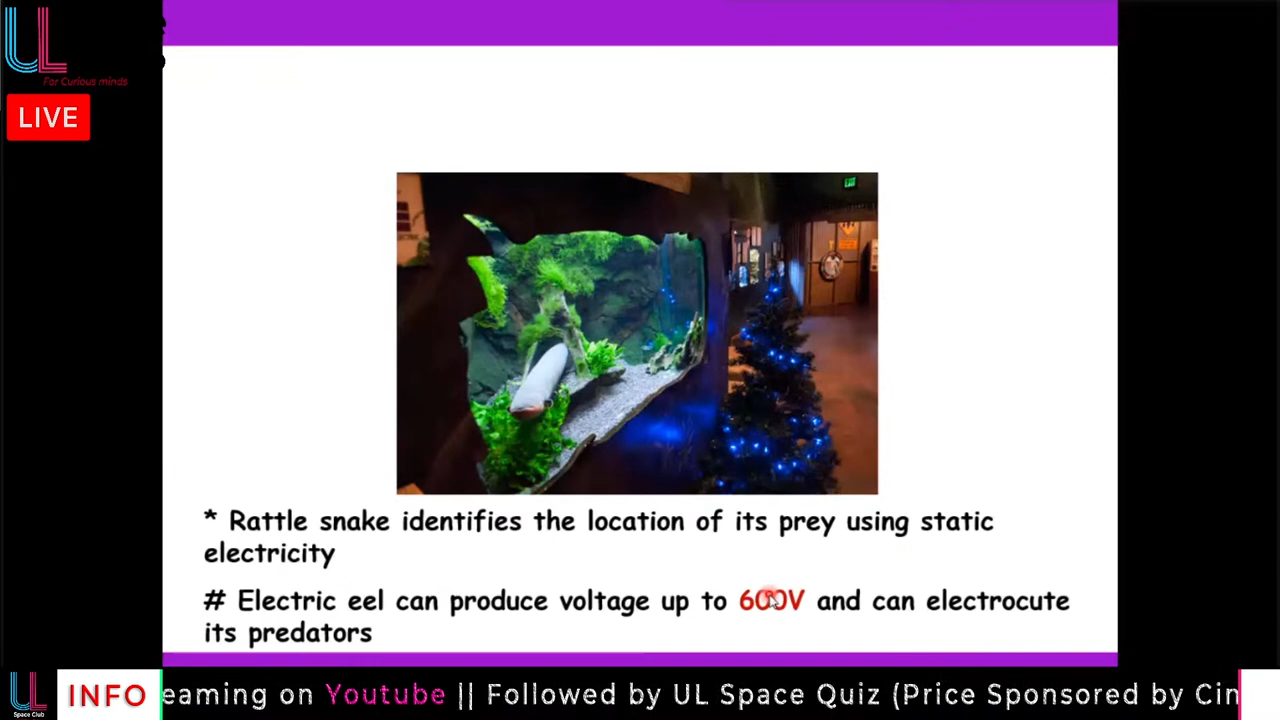 UL
For Curious minds
LIVE
* Rattle snake identifies the location of its prey using static
electricity
# Electric eel can produce voltage up to 600V and can electrocute
its predators
UL
Space Club
INFO
eaming on Youtube || Followed by UL Space Quiz (Price Sponsored by Cin